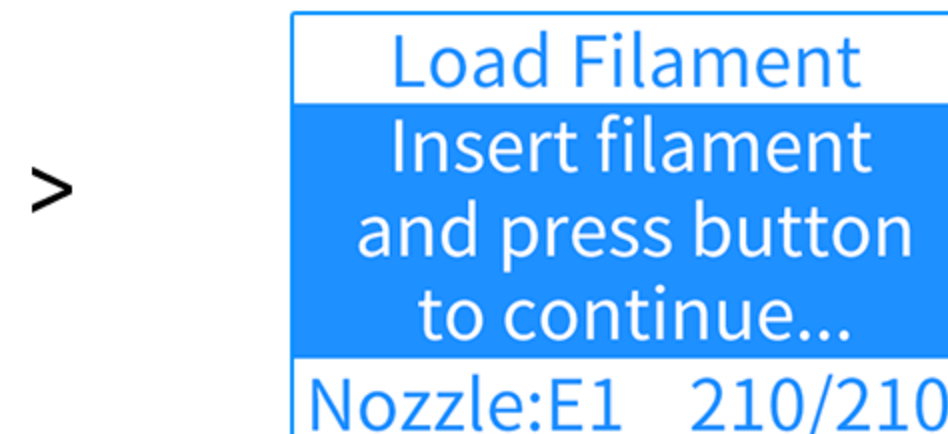 >
Load Filament
Insert filament
and press button
to continue...
Nozzle:E1 210/210